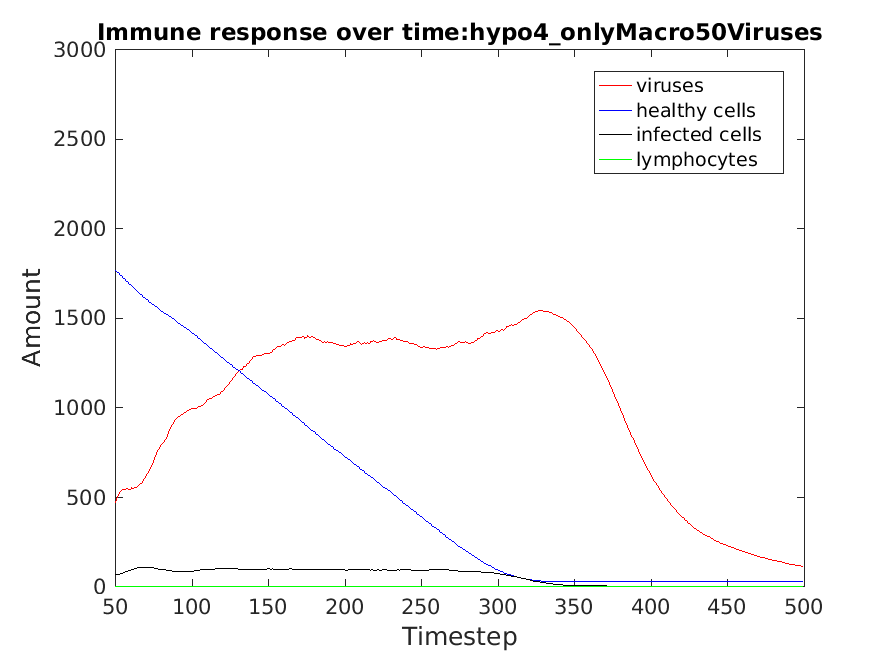 Immune response over time:hypo4_onlyMacro50Viruses
3000
2500
2000
1500
1000
500
0
Amount
viruses
healthy cells
infected cells
lymphocytes
50 100 150 200 250 300 350 400 450 500
Timestep